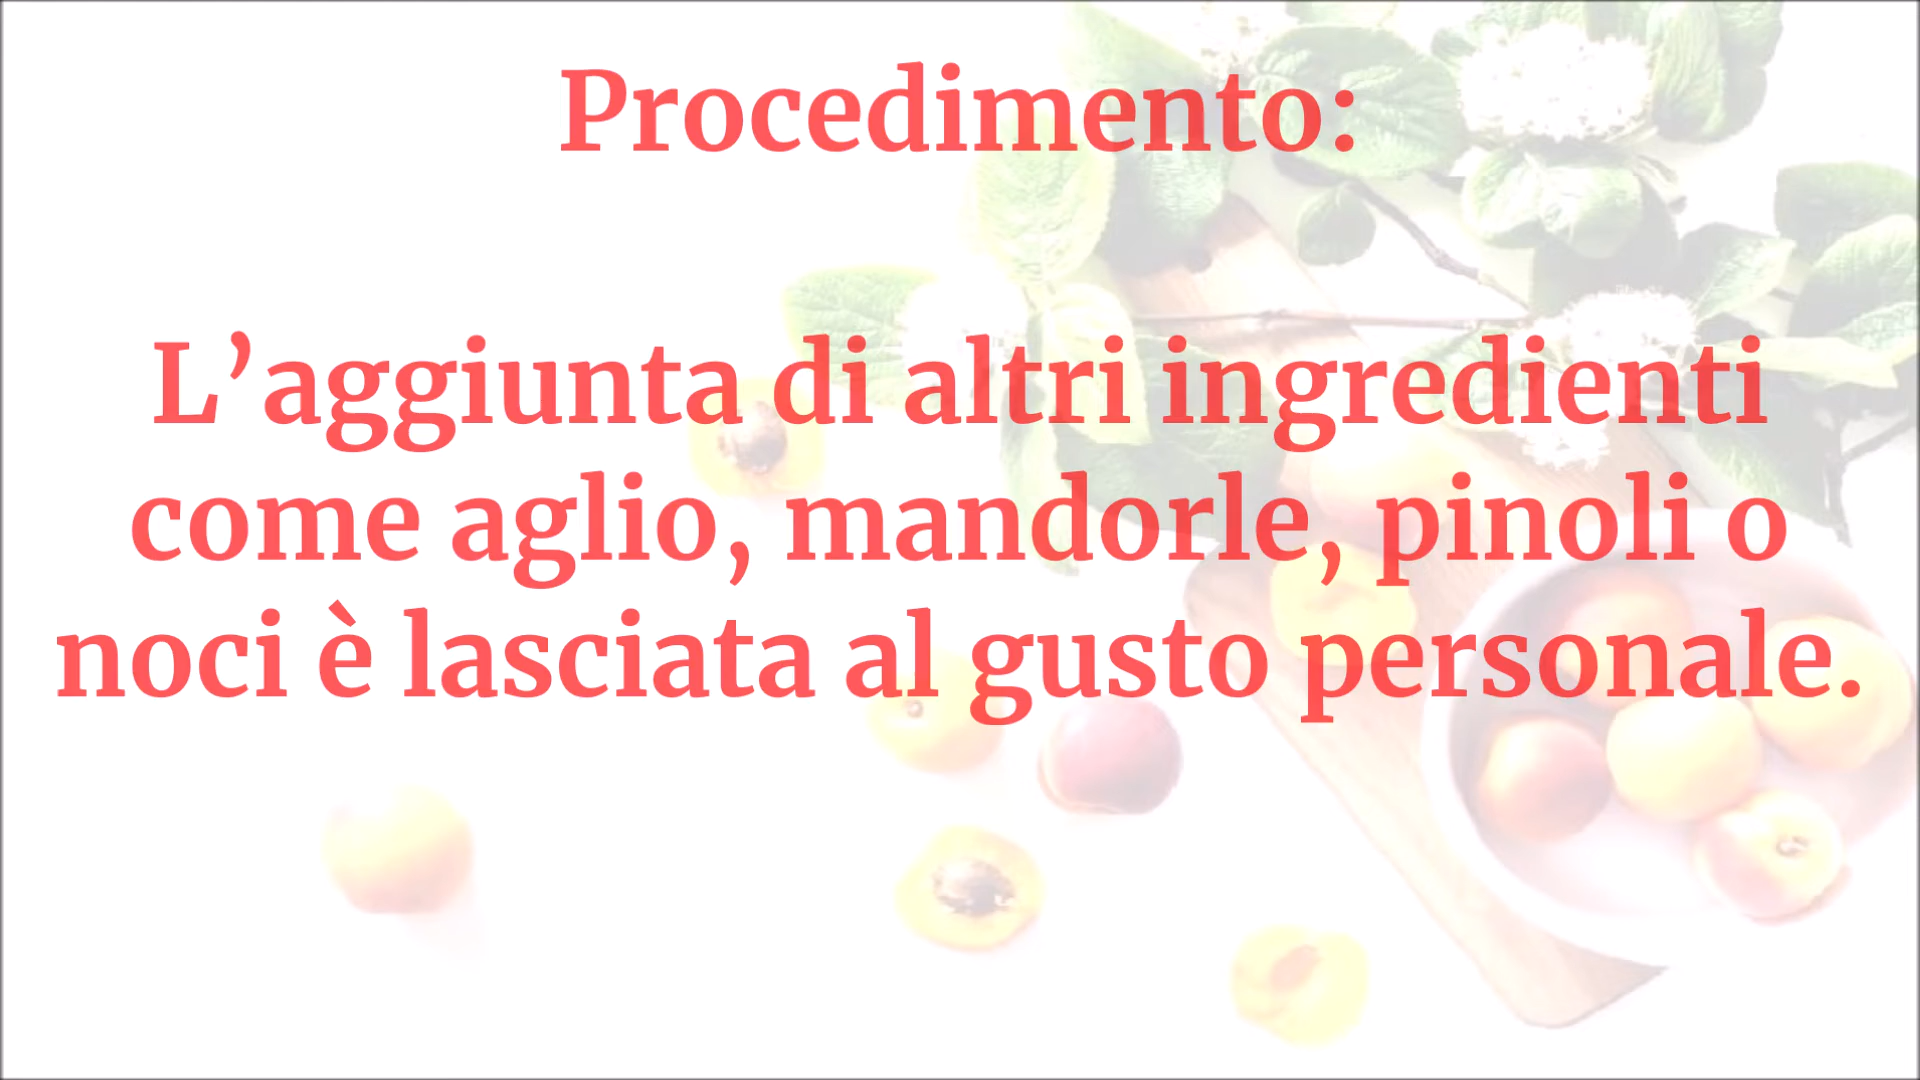 Procedimento:
L’aggiunta di altri ingredienti
come aglio, mandorle, pinoli o
noci è lasciata al gusto personale.